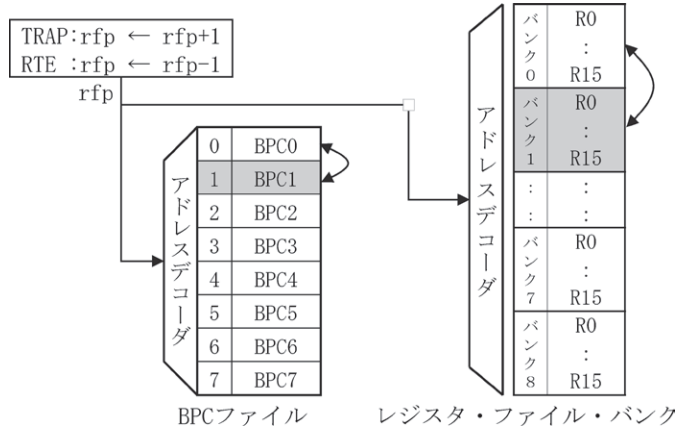 TRAP:rfp ← rfp+1
RTE :rfp ← rfp-1
rfp
アドレスデコーダ
0 BPC0
1 BPC1
2 BPC2
3 BPC3
4 BPC4
5 BPC5
6 BPC6
7 BPC7
BPCファイル
アドレスデコーダ
バンク0
R0
:
R15
バンク1
R0
:
R15
: :
: :
バンク7
R0
:
R15
バンク8
R0
:
R15
レジスタ・ファイル・バンク